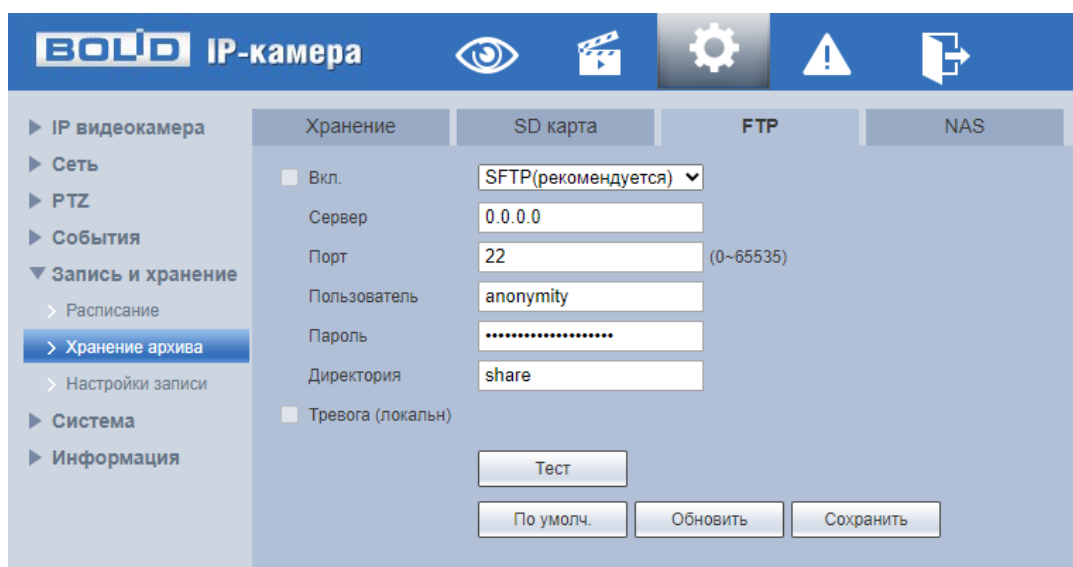 BOLID IP-камера
IP видеокамера
Сеть
PTZ
События
Запись и хранение
Расписание
Хранение архива
Настройки записи
Система
Информация
Хранение SD карта FTP NAS
Вкл. SFTP(рекомендуется)
Сервер 0.0.0.0
Порт 22 (0~65535)
Пользователь anonymity
Пароль ••••••••••••••••••••
Директория share
Тревога (локальн)
Тест
По умолч. Обновить Сохранить